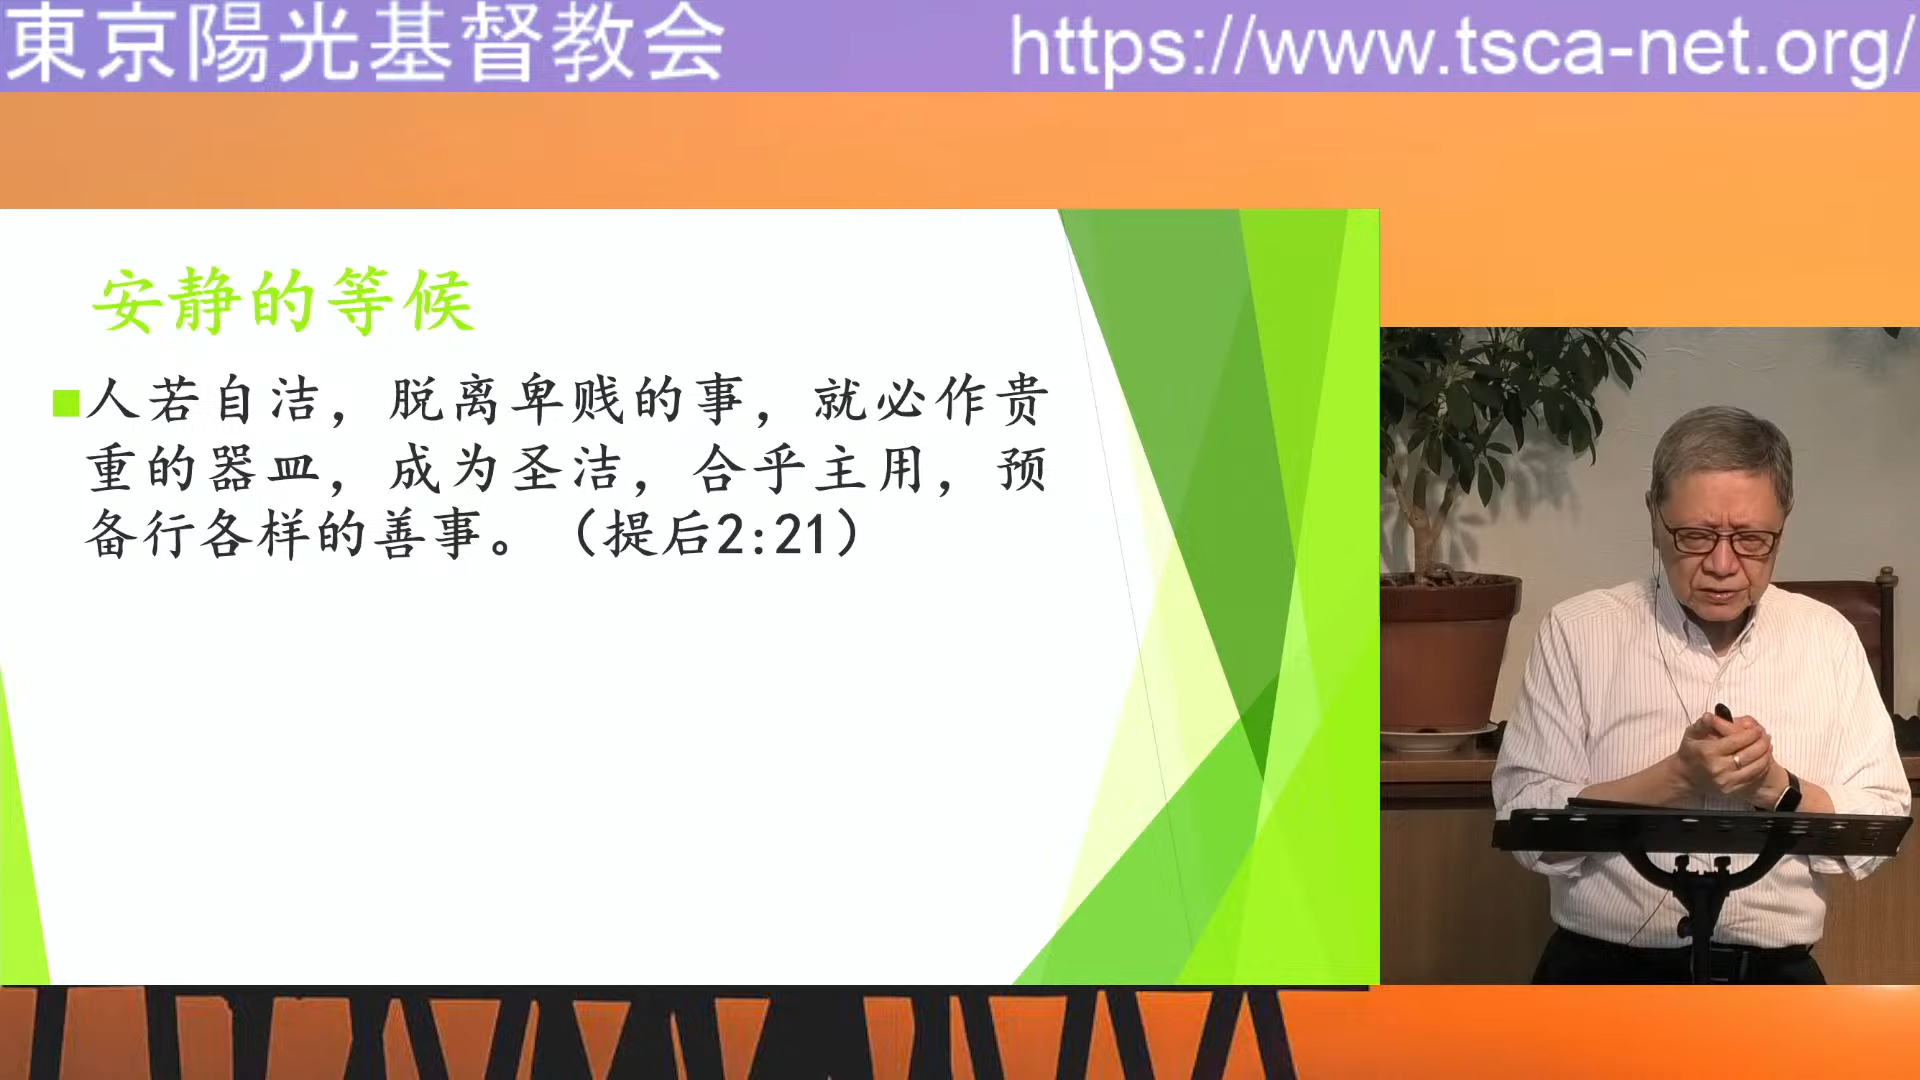 東京陽光基督教会 https://www.tsca-net.org/
安静的等候
人若自洁，脱离卑贱的事，就必作贵
重的器皿，成为圣洁，合乎主用，预
备行各样的善事。（提后2:21）